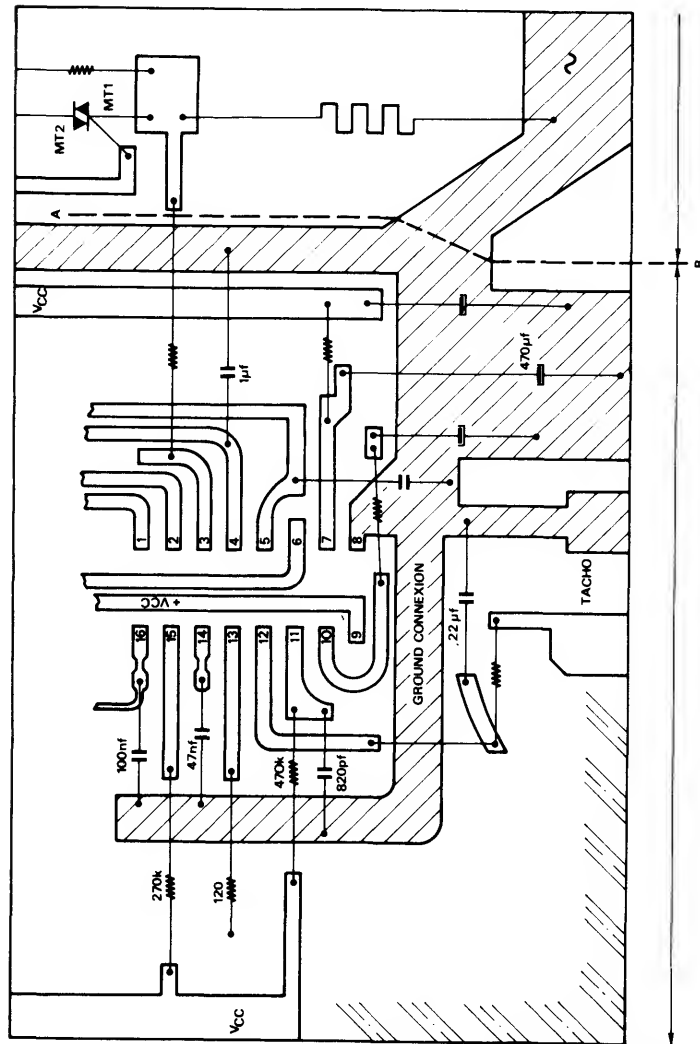 MT2
MT1
~
A
VCC
1μf
470μf
1
2
3
4
5
6
7
8
+VCC
16
15
14
13
12
11
10
9
GROUND CONNEXION
TACHO
.22μf
100nf
47nf
470k
820pf
270k
120
VCC
B